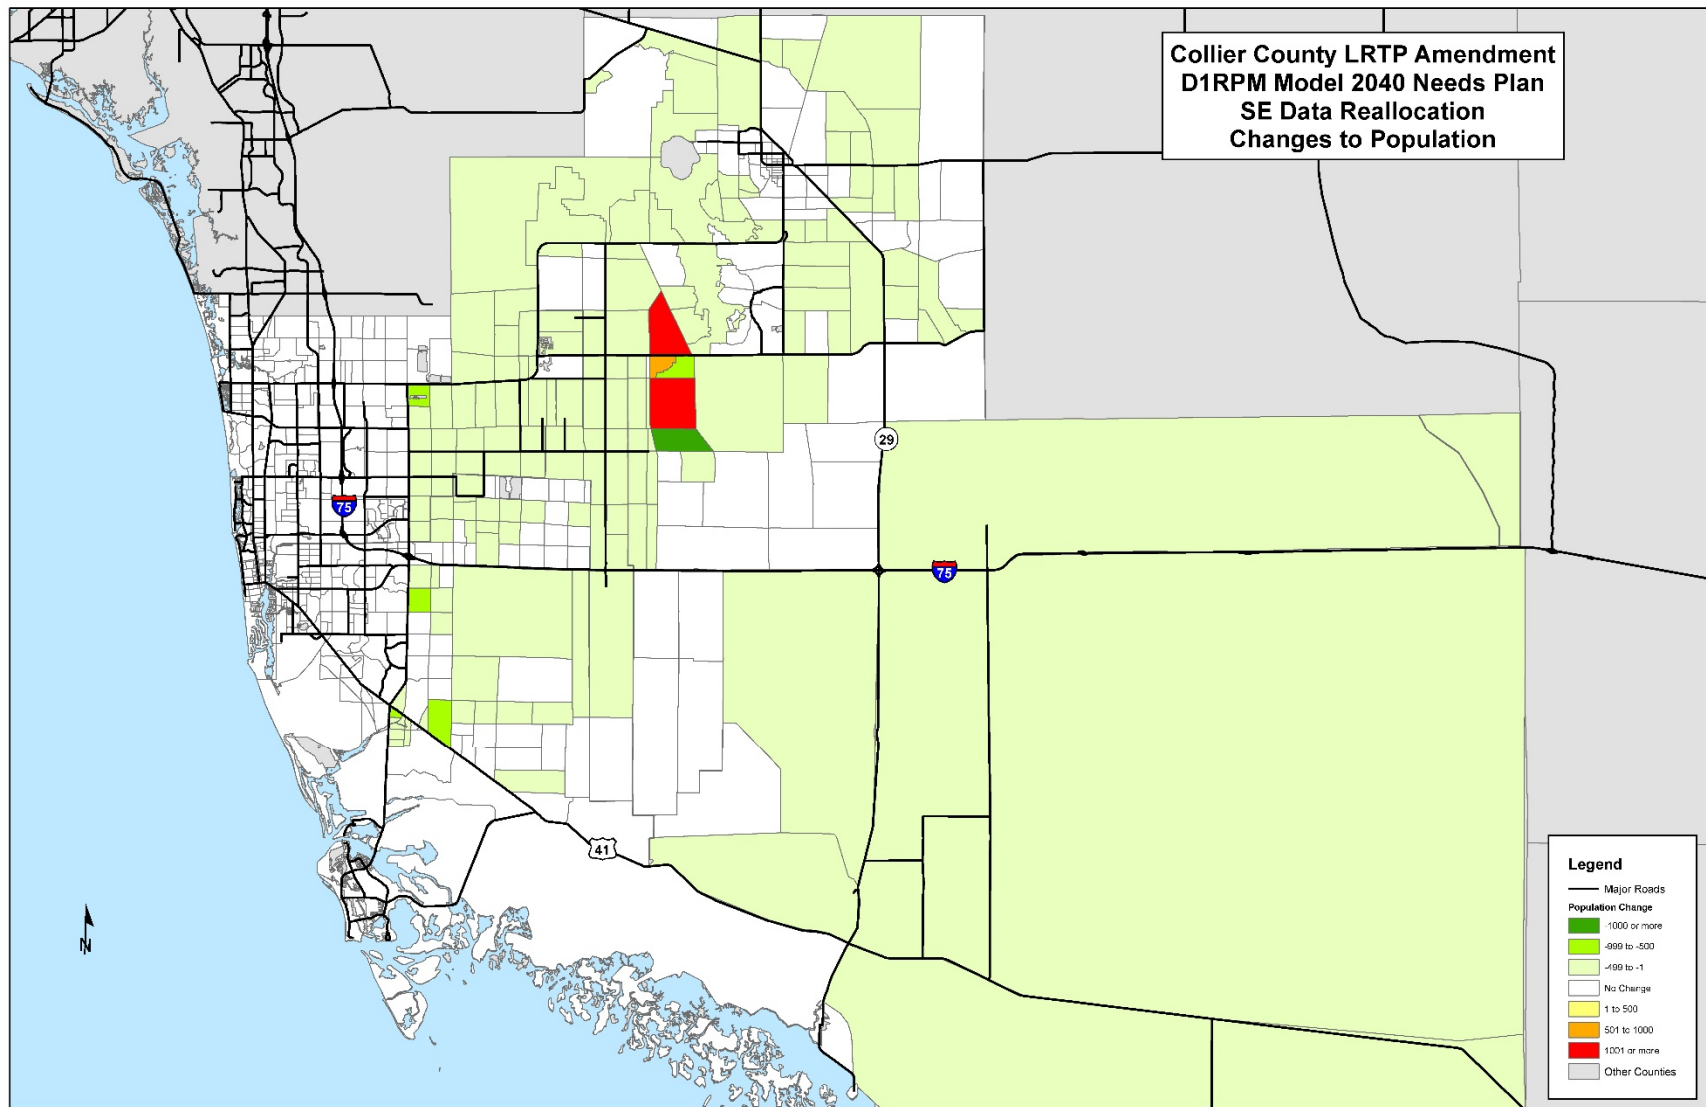 Collier County LRTP Amendment
D1RPM Model 2040 Needs Plan
SE Data Reallocation
Changes to Population
29
75
75
41
N
Legend
Major Roads
Population Change
-1000 or more
-999 to -500
-499 to -1
No Change
1 to 500
501 to 1000
1001 or more
Other Counties